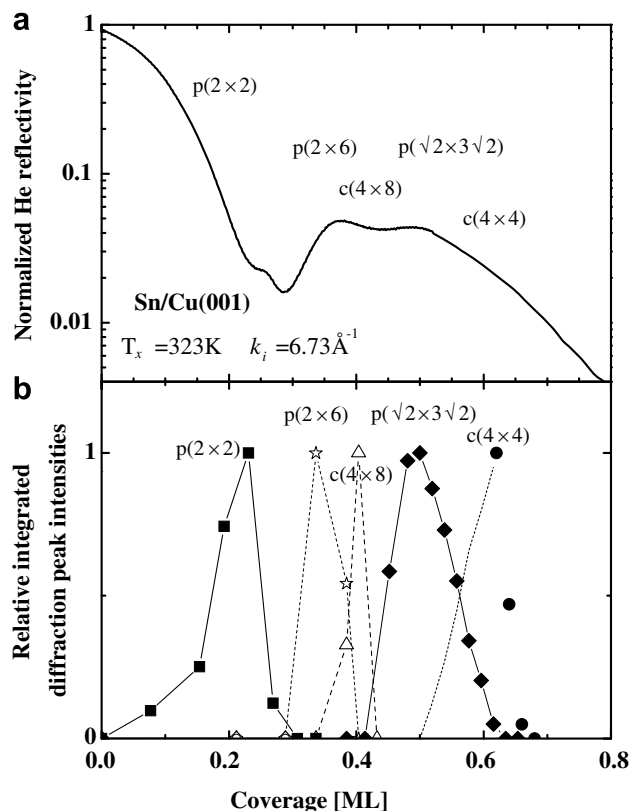 a
1
p(2×2)
p(2×6) p(√2×3√2)
0.1
c(4×8) c(4×4)
Normalized He reflectivity
Sn/Cu(001)
0.01
Tₓ =323K kᵢ=6.73Å⁻¹
b
p(2×6) p(√2×3√2)
p(2×2) c(4×4)
1
c(4×8)
Relative integrated
diffraction peak intensities
0
0.0 0.2 0.4 0.6 0.8
Coverage [ML]